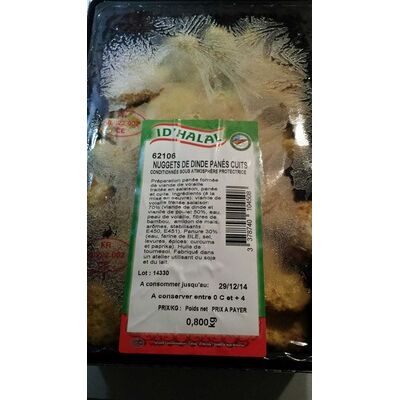 ID'HALAL
62106
NUGGETS DE DINDE PANÉS CUITS
CONDITIONNÉS SOUS ATMOSPHÈRE PROTECTRICE
Préparation panée formée
de viande de volaille
traitée en salaison, panée
et cuite. Ingrédients (à la
mise en oeuvre): viande de
volaille traitée salaison
70% (Viande de dinde et
viande de poulet 50%, eau,
peau de volaille, fibres de
bambou, amidon de maïs,
arômes, stabilisants :
E450, E451). Panure 30%
(eau, farine de BLE, sel,
levures, épices: curcuma
et paprika). Huile de
tournesol. Fabriqué dans
un atelier utilisant du soja
et du lait.
Lot : 14330
A consommer jusqu'au: 29/12/14
A conserver entre 0 C et + 4
PRIX/KG : Poids net PRIX A PAYER
0,800 Kg
FR
CE